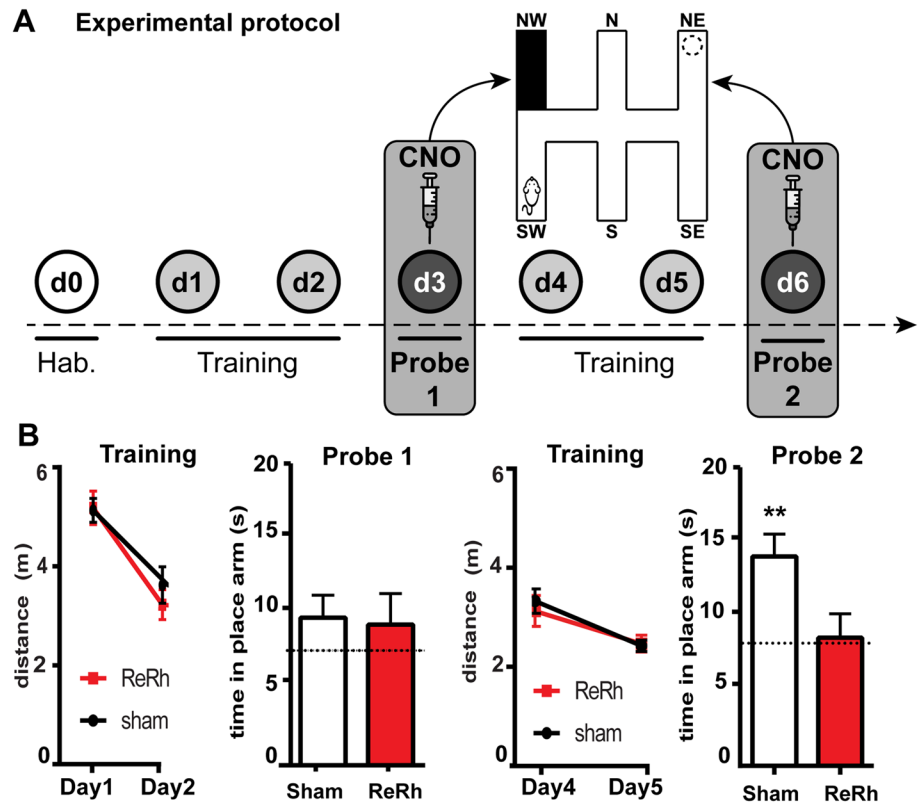 A Experimental protocol
NW N NE
CNO CNO
SW S SE
d0 d1 d2 d3 d4 d5 d6
Hab. Training Probe 1 Training Probe 2
B
Training
6
4
2
0
distance (m)
ReRh
sham
Day1 Day2
Probe 1
20
15
10
5
0
time in place arm (s)
Sham ReRh
Training
6
4
2
0
distance (m)
ReRh
sham
Day4 Day5
Probe 2
20
15
10
5
0
time in place arm (s)
**
Sham ReRh